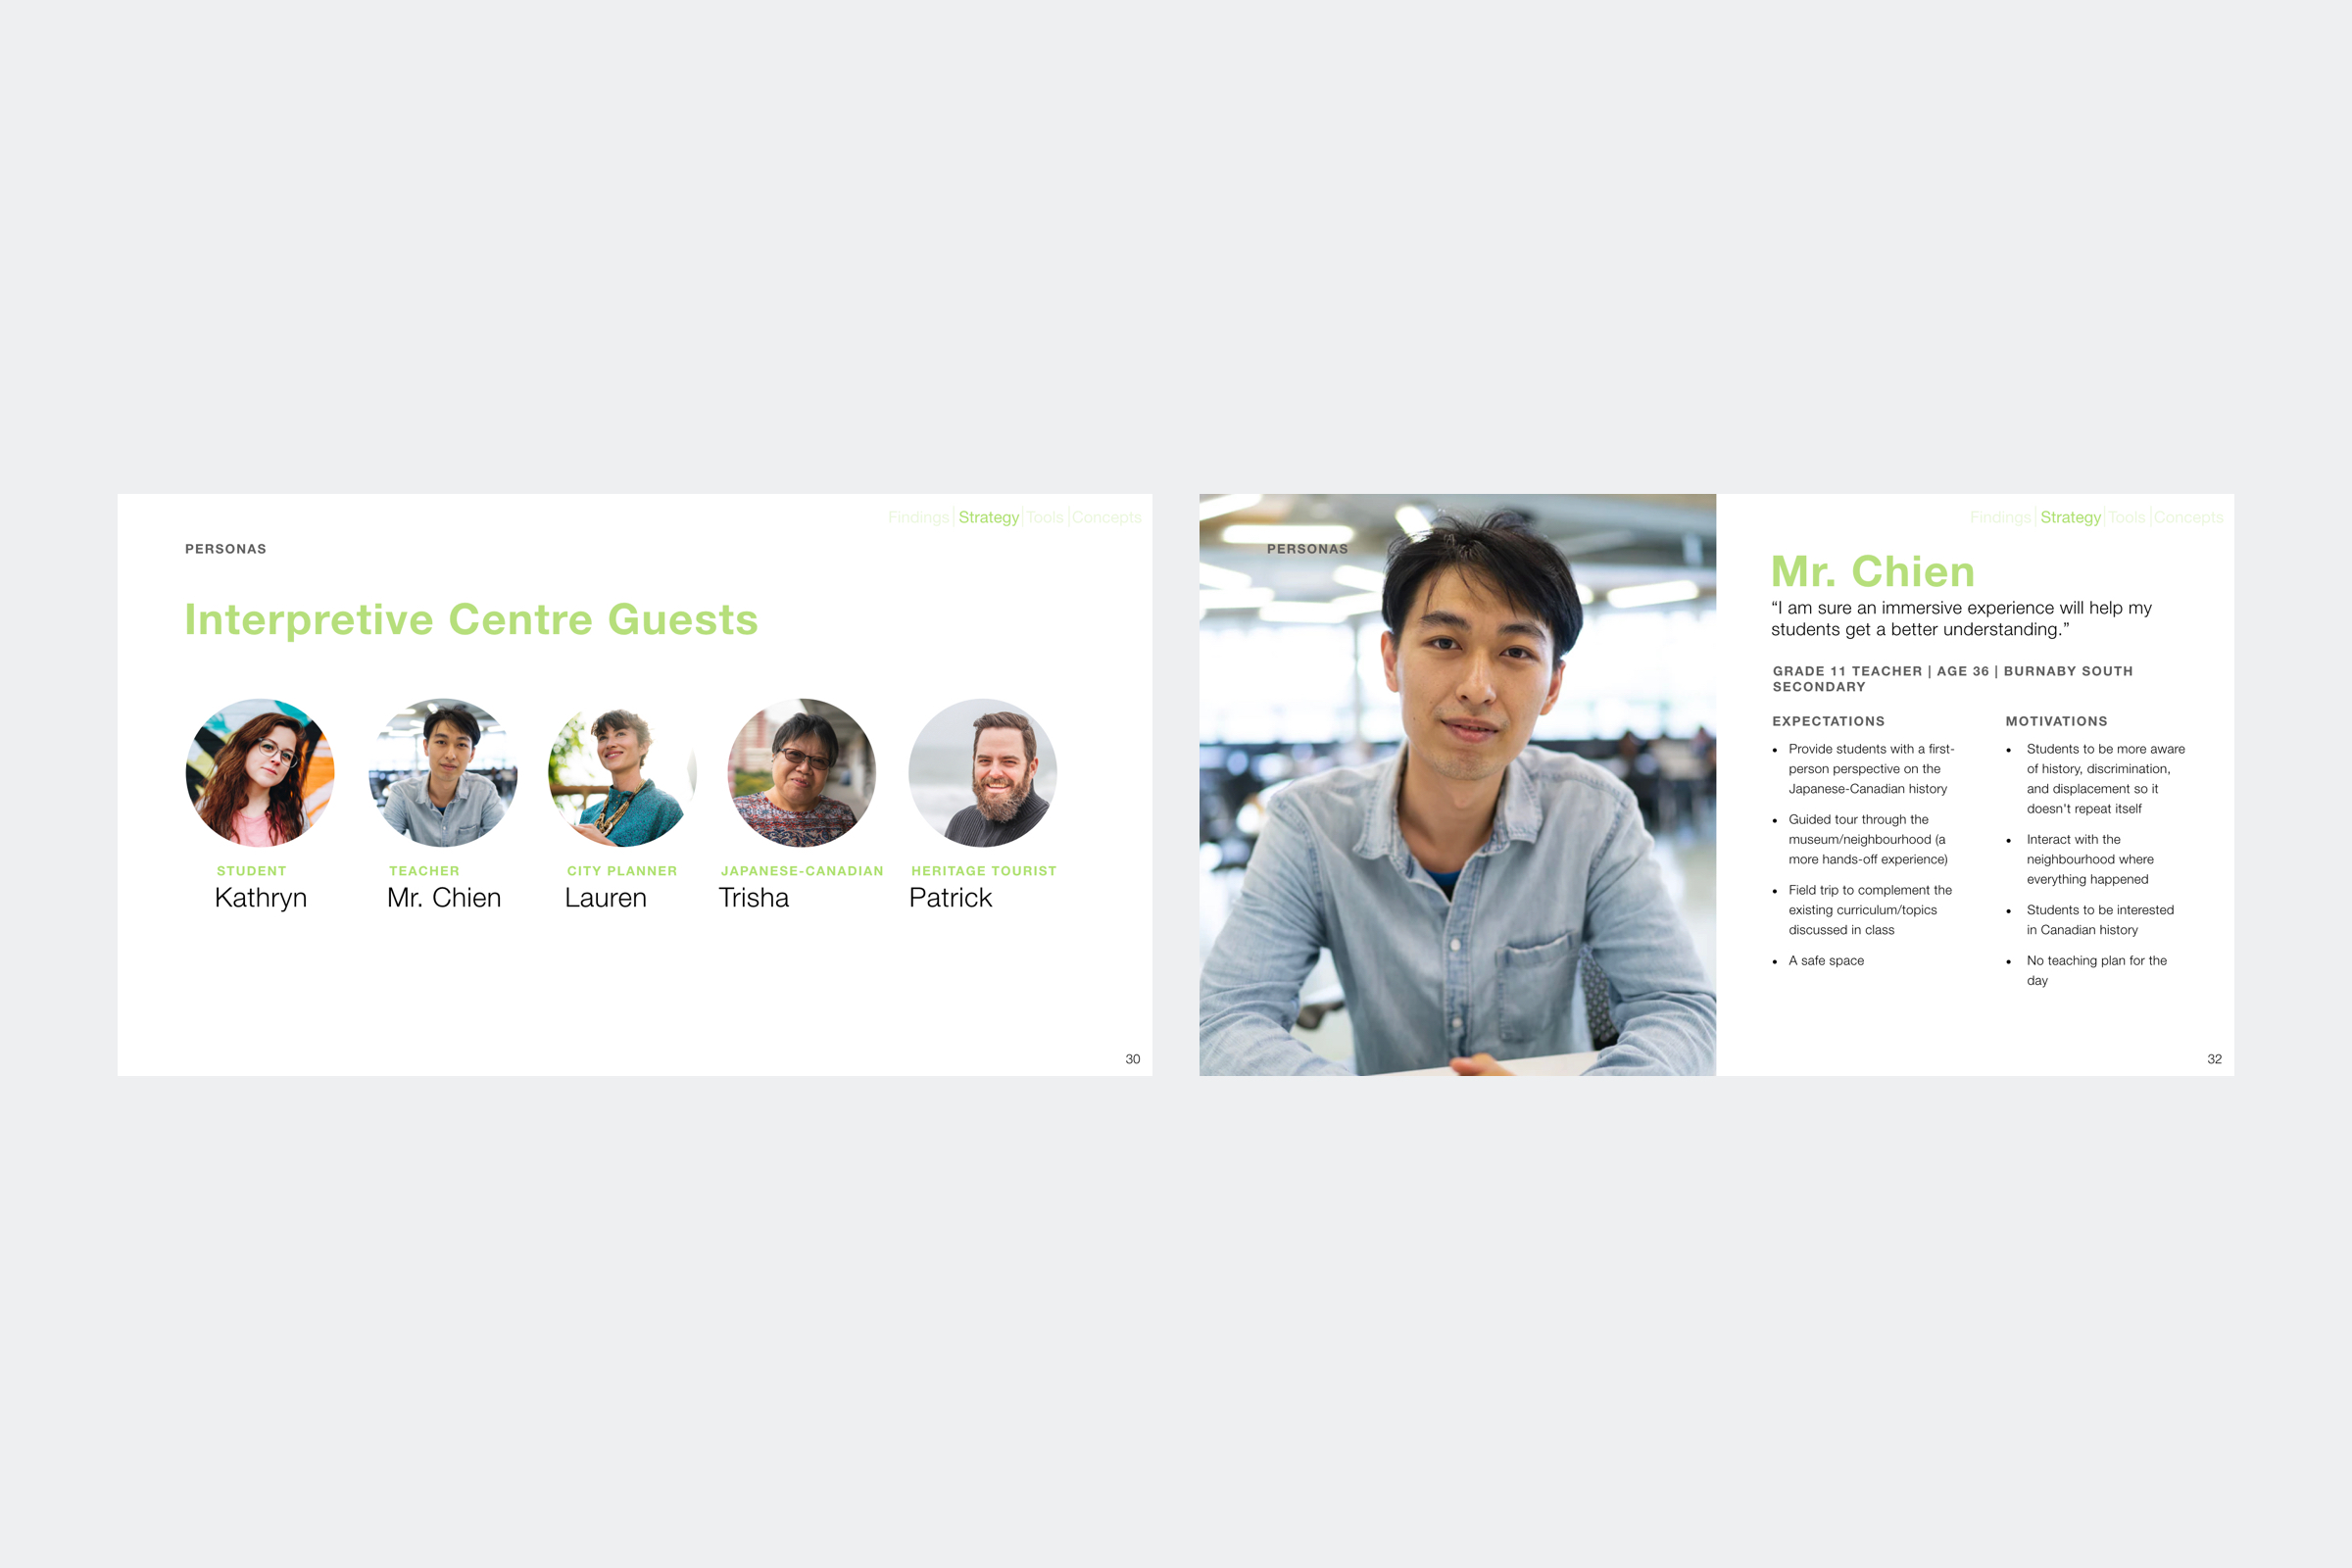 Findings | Strategy | Tools | Concepts
PERSONAS
Interpretive Centre Guests
STUDENT
Kathryn
TEACHER
Mr. Chien
CITY PLANNER
Lauren
JAPANESE-CANADIAN
Trisha
HERITAGE TOURIST
Patrick
30
PERSONAS
Findings | Strategy | Tools | Concepts
Mr. Chien
“I am sure an immersive experience will help my
students get a better understanding.”
GRADE 11 TEACHER | AGE 36 | BURNABY SOUTH
SECONDARY
EXPECTATIONS
• Provide students with a first-
person perspective on the
Japanese-Canadian history
• Guided tour through the
museum/neighbourhood (a
more hands-off experience)
• Field trip to complement the
existing curriculum/topics
discussed in class
• A safe space
MOTIVATIONS
• Students to be more aware
of history, discrimination,
and displacement so it
doesn't repeat itself
• Interact with the
neighbourhood where
everything happened
• Students to be interested
in Canadian history
• No teaching plan for the
day
32